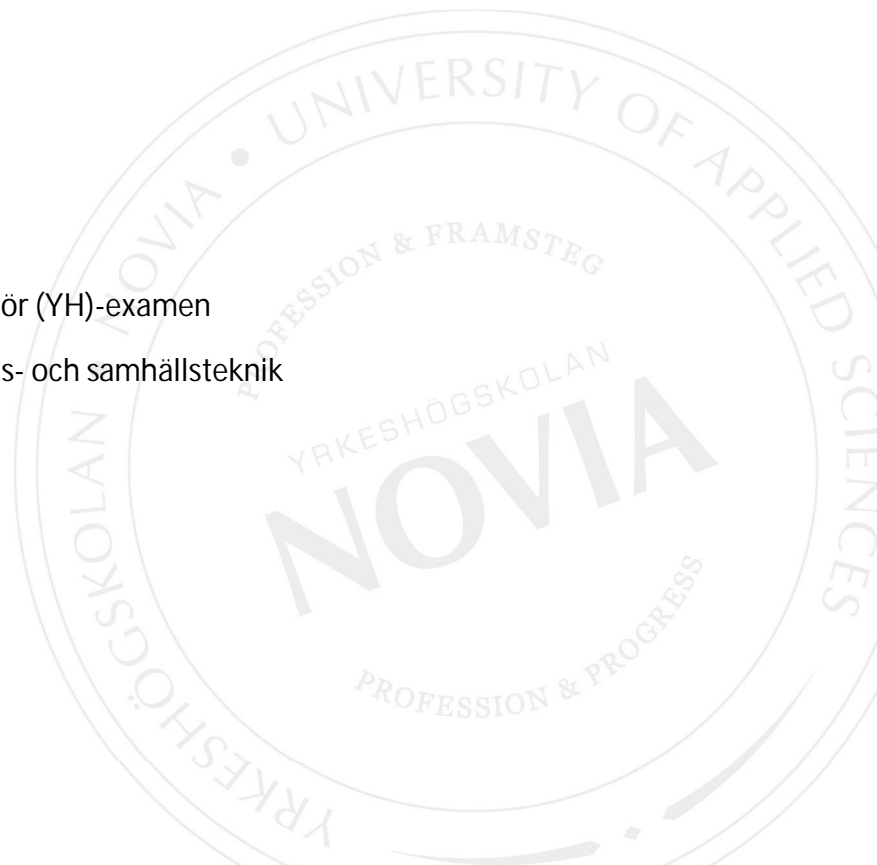 YRKESHÖGSKOLAN • NOVIA • UNIVERSITY OF APPLIED SCIENCES
PROFESSION & FRAMSTEG
ör (YH)-examen
s- och samhällsteknik
YRKESHÖGSKOLAN
NOVIA
PROFESSION & PROGRESS